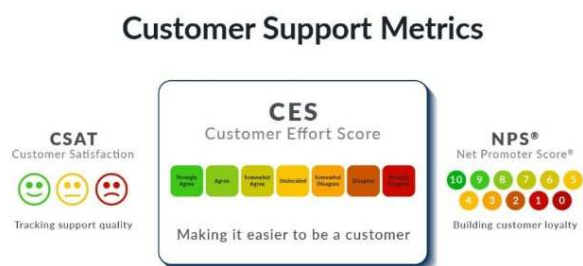 Customer Support Metrics
CSAT
Customer Satisfaction
Tracking support quality
CES
Customer Effort Score
Strongly Agree
Agree
Somewhat Agree
Undecided
Somewhat Disagree
Disagree
Strongly Disagree
Making it easier to be a customer
NPS®
Net Promoter Score®
10 9 8 7 6 5
4 3 2 1 0
Building customer loyalty